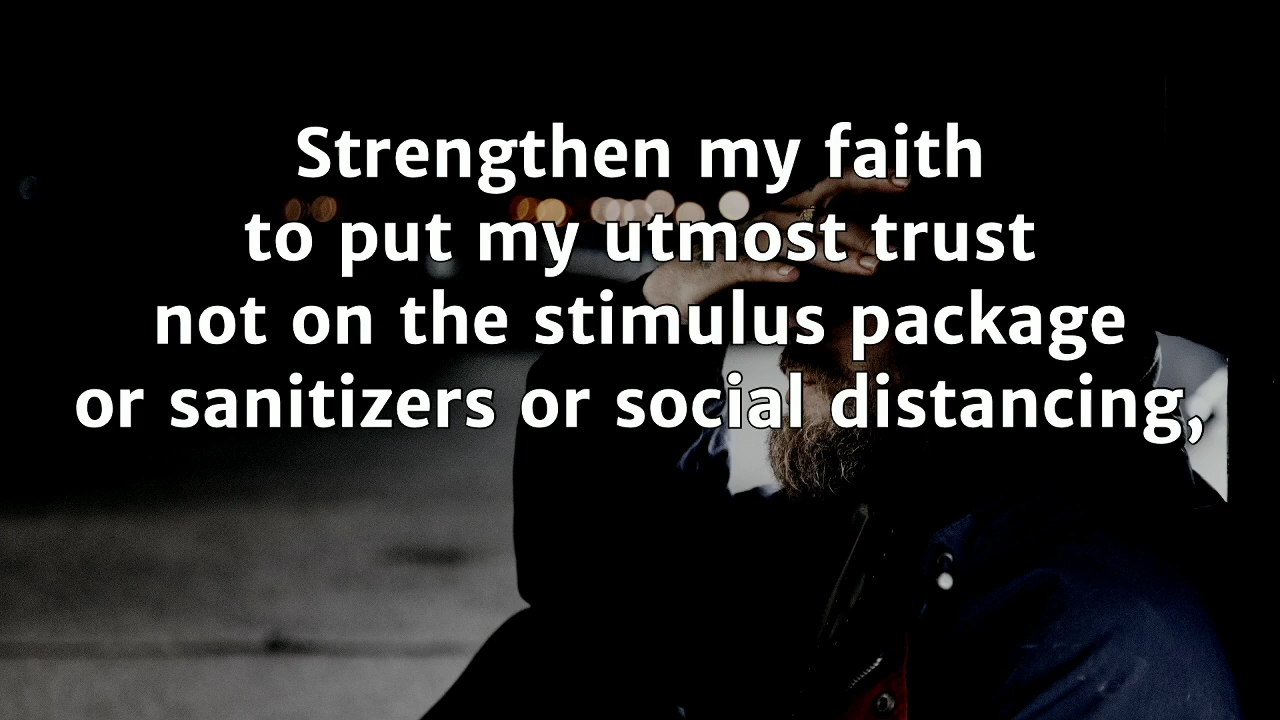 Strengthen my faith
to put my utmost trust
not on the stimulus package
or sanitizers or social distancing,